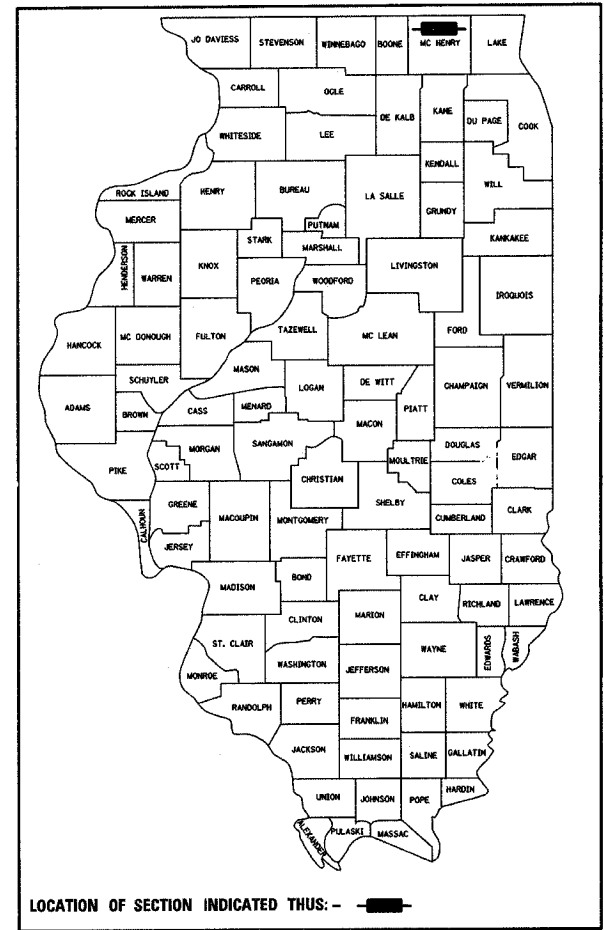 JO DAVIESS STEVENSON WINNEBAGO BOONE MC HENRY LAKE
CARROLL OGLE DE KALB KANE DU PAGE COOK
WHITESIDE LEE
KENDALL WILL
ROCK ISLAND HENRY BUREAU LA SALLE
MERCER PUTNAM GRUNDY
STARK MARSHALL KANKAKEE
HENDERSON WARREN KNOX PEORIA WOODFORD LIVINGSTON
IROQUOIS
HANCOCK MC DONOUGH FULTON TAZEWELL MC LEAN FORD
MASON
SCHUYLER LOGAN DE WITT CHAMPAIGN VERMILION
ADAMS BROWN CASS MENARD MACON PIATT
MORGAN SANGAMON DOUGLAS
PIKE SCOTT CHRISTIAN MOULTRIE EDGAR
COLES
GREENE MACOUPIN MONTGOMERY SHELBY CUMBERLAND CLARK
CALHOUN JERSEY
FAYETTE EFFINGHAM JASPER CRAWFORD
MADISON BOND
CLAY RICHLAND LAWRENCE
CLINTON MARION
ST. CLAIR WAYNE EDWARDS WABASH
WASHINGTON JEFFERSON
MONROE
RANDOLPH PERRY HAMILTON WHITE
FRANKLIN
JACKSON WILLIAMSON SALINE GALLATIN
UNION JOHNSON POPE HARDIN
ALEXANDER PULASKI MASSAC
LOCATION OF SECTION INDICATED THUS: -